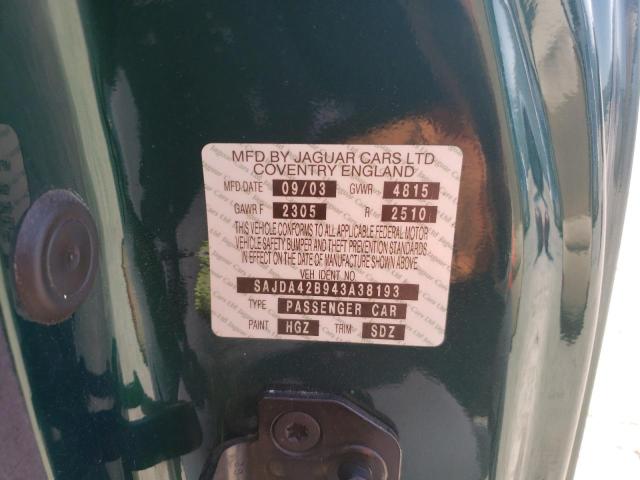 MFD BY JAGUAR CARS LTD
COVENTRY ENGLAND
MFD DATE 09/03 GVWR 4815
GAWR F 2305 R 2510
THIS VEHICLE CONFORMS TO ALL APPLICABLE FEDERAL MOTOR
VEHICLE SAFETY BUMPER AND THEFT PREVENTION STANDARDS
IN EFFECT ON THE DATE OF MANUFACTURE SHOWN ABOVE
VEH IDENT NO
SAJDA42B943A38193
TYPE PASSENGER CAR
PAINT HGZ TRIM SDZ